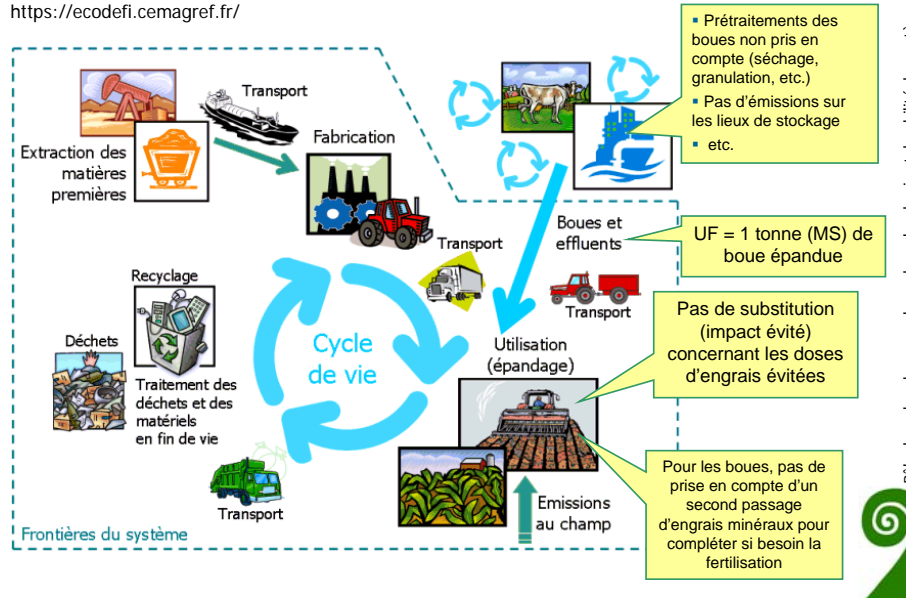 https://ecodefi.cemagref.fr/
Transport
Extraction des
matières
premières
Fabrication
▪ Prétraitements des
boues non pris en
compte (séchage,
granulation, etc.)
▪ Pas d'émissions sur
les lieux de stockage
▪ etc.
Boues et
effluents
UF = 1 tonne (MS) de
boue épandue
Transport
Transport
Recyclage
Déchets
Traitement des
déchets et des
matériels
en fin de vie
Cycle
de vie
Utilisation
(épandage)
Pas de substitution
(impact évité)
concernant les doses
d'engrais évitées
Transport
Emissions
au champ
Pour les boues, pas de
prise en compte d'un
second passage
d'engrais minéraux pour
compléter si besoin la
fertilisation
Frontières du système